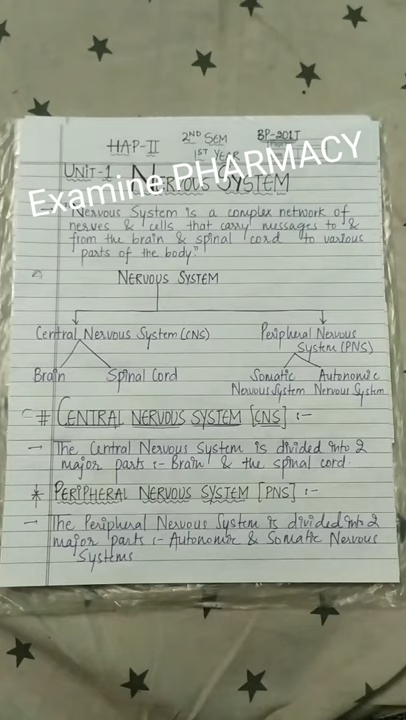 HAP-II 2ND SEM BP-201T
1ST YEAR
UNIT-1 NERVOUS SYSTEM
Examine PHARMACY
"Nervous System is a complex network of
nerves & cells that carry messages to &
from the brain & spinal cord to various
parts of the body"
NERVOUS SYSTEM
Central Nervous System (CNS) Peripheral Nervous
System (PNS)
Brain Spinal Cord Somatic Autonomic
Nervous System Nervous System
# CENTRAL NERVOUS SYSTEM [CNS] :-
→ The Central Nervous System is divided into 2
major parts :- Brain & the spinal cord.
* PERIPHERAL NERVOUS SYSTEM [PNS] :-
→ The Peripheral Nervous System is divided into 2
major parts :- Autonomic & Somatic Nervous
Systems